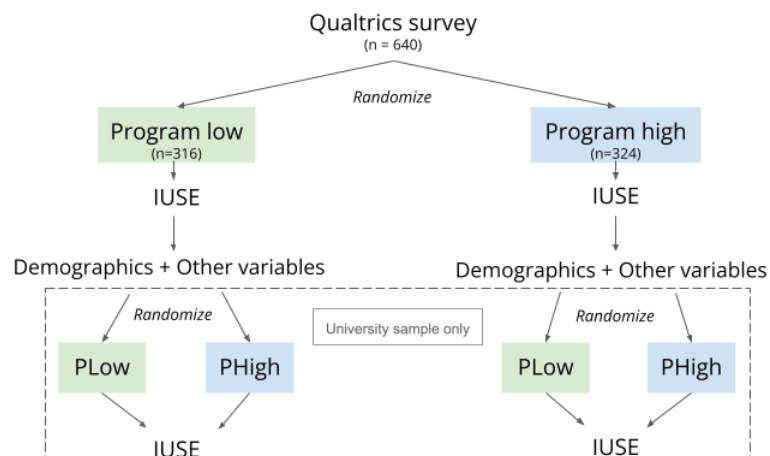 Qualtrics survey
(n = 640)
Randomize
Program low
(n=316)
Program high
(n=324)
IUSE
IUSE
Demographics + Other variables
Demographics + Other variables
Randomize
University sample only
Randomize
PLow
PHigh
PLow
PHigh
IUSE
IUSE